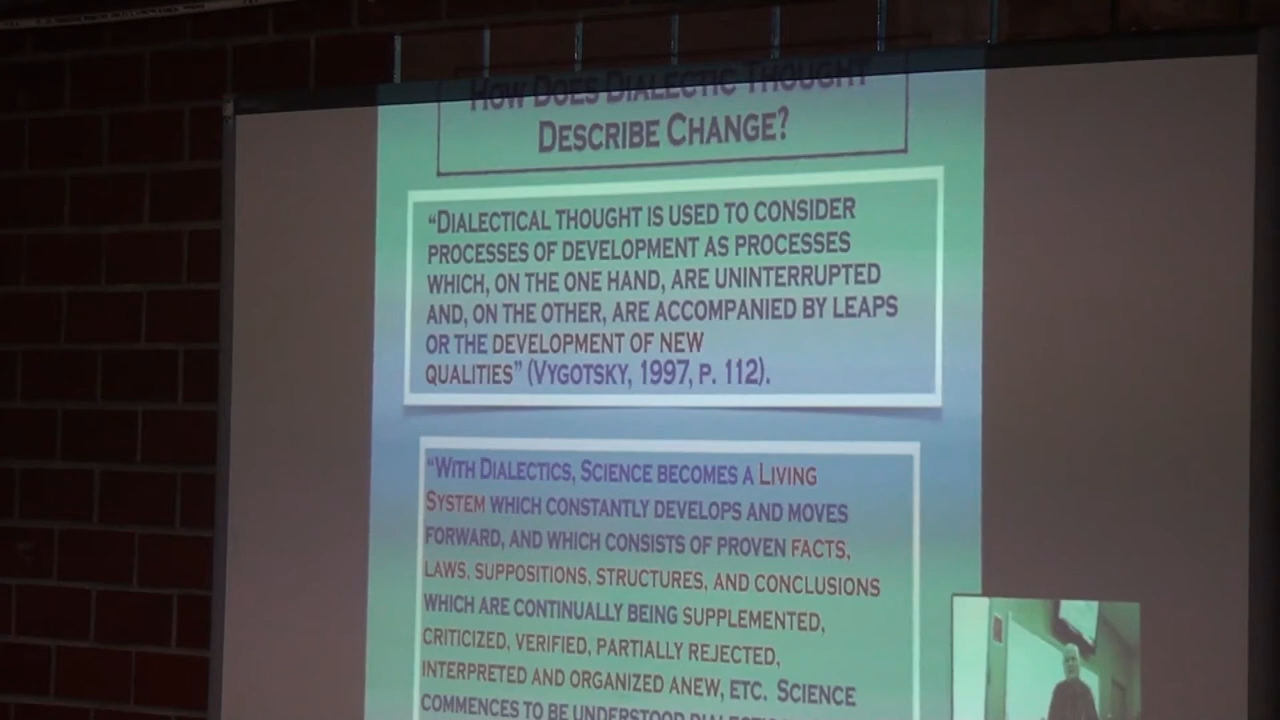 HOW DOES DIALECTIC THOUGHT
DESCRIBE CHANGE?
“DIALECTICAL THOUGHT IS USED TO CONSIDER
PROCESSES OF DEVELOPMENT AS PROCESSES
WHICH, ON THE ONE HAND, ARE UNINTERRUPTED
AND, ON THE OTHER, ARE ACCOMPANIED BY LEAPS
OR THE DEVELOPMENT OF NEW
QUALITIES” (VYGOTSKY, 1997, P. 112).
“WITH DIALECTICS, SCIENCE BECOMES A LIVING
SYSTEM WHICH CONSTANTLY DEVELOPS AND MOVES
FORWARD, AND WHICH CONSISTS OF PROVEN FACTS,
LAWS, SUPPOSITIONS, STRUCTURES, AND CONCLUSIONS
WHICH ARE CONTINUALLY BEING SUPPLEMENTED,
CRITICIZED, VERIFIED, PARTIALLY REJECTED,
INTERPRETED AND ORGANIZED ANEW, ETC. SCIENCE
COMMENCES TO BE UNDERSTOOD